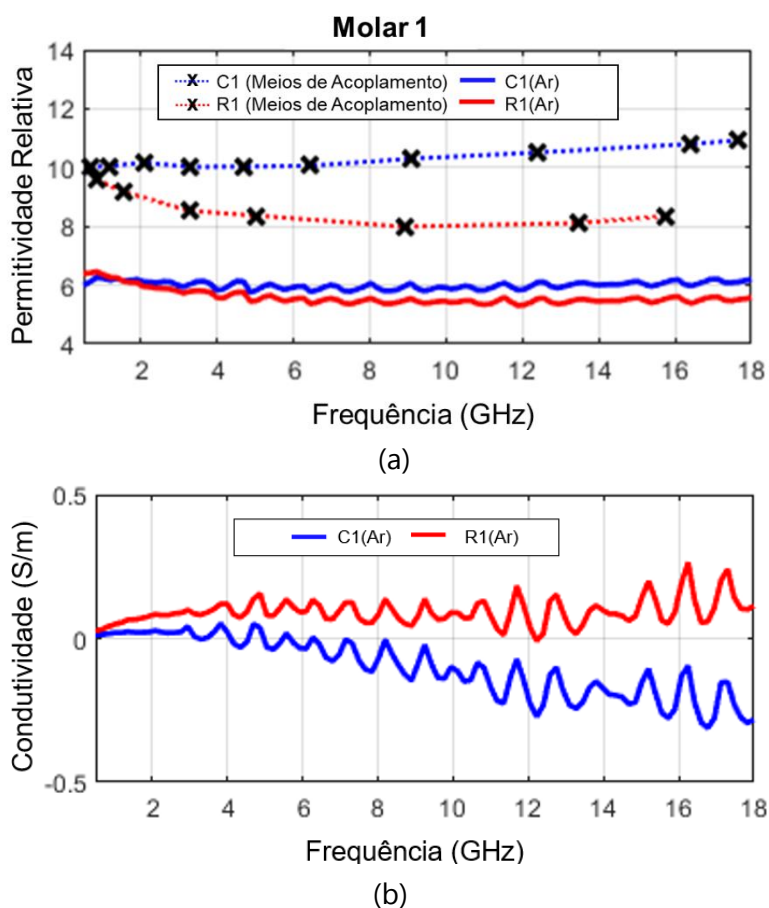 Molar 1
14
12
10
8
6
4
Permitividade Relativa
C1 (Meios de Acoplamento) C1(Ar)
R1 (Meios de Acoplamento) R1(Ar)
2 4 6 8 10 12 14 16 18
Frequência (GHz)
(a)
0.5
0
-0.5
Condutividade (S/m)
C1(Ar) R1(Ar)
2 4 6 8 10 12 14 16 18
Frequência (GHz)
(b)